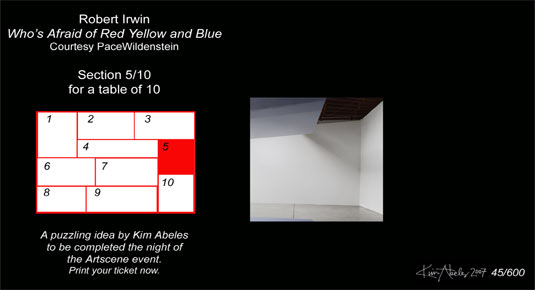 Robert Irwin
Who's Afraid of Red Yellow and Blue
Courtesy PaceWildenstein
Section 5/10
for a table of 10
1 2 3
4 5
6 7
10
8 9
A puzzling idea by Kim Abeles
to be completed the night of
the Artscene event.
Print your ticket now.
Kim Abeles 2007 45/600